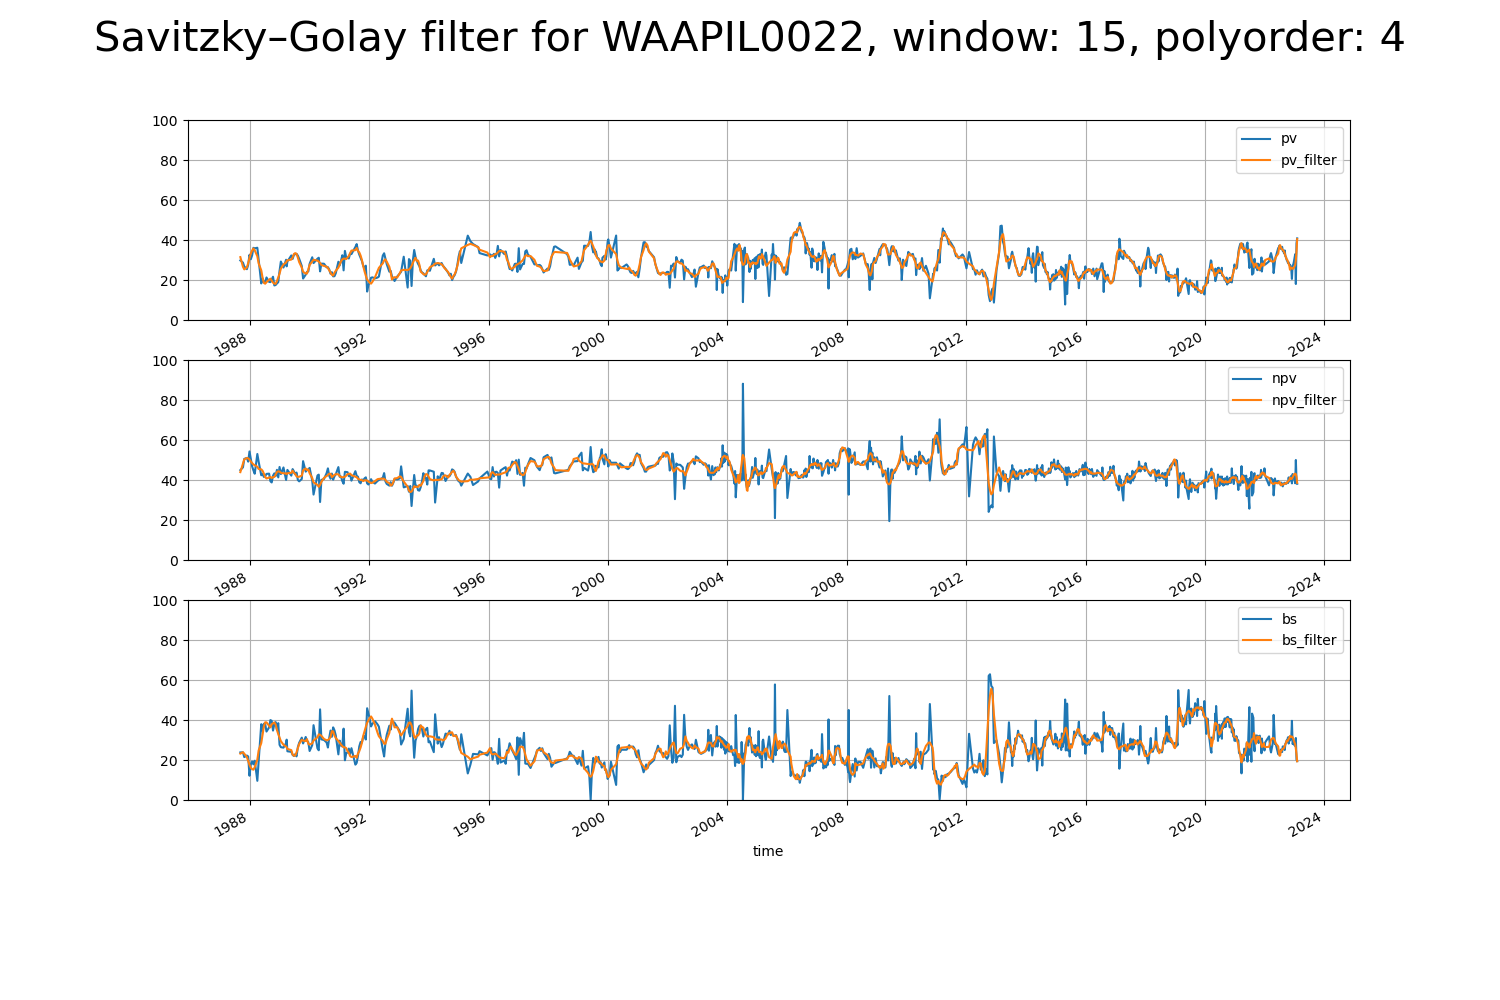 Savitzky–Golay filter for WAAPIL0022, window: 15, polyorder: 4
100
80
60
40
20
0
pv
pv_filter
1988 1992 1996 2000 2004 2008 2012 2016 2020 2024
100
80
60
40
20
0
npv
npv_filter
1988 1992 1996 2000 2004 2008 2012 2016 2020 2024
100
80
60
40
20
0
bs
bs_filter
1988 1992 1996 2000 2004 2008 2012 2016 2020 2024
time